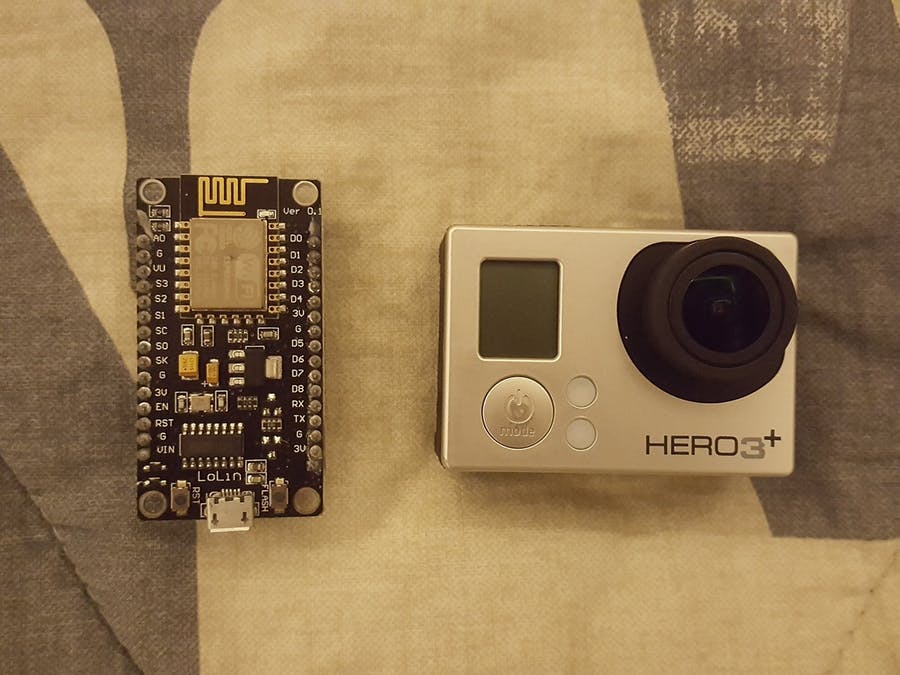 Ver 0.1
A0
G
VU
S3
S2
S1
SC
S0
SK
G
3V
EN
RST
G
VIN
D0
D1
D2
D3
D4
3V
G
D5
D6
D7
D8
RX
TX
G
3V
LoLin
RST
FLASH
mode
HERO3+